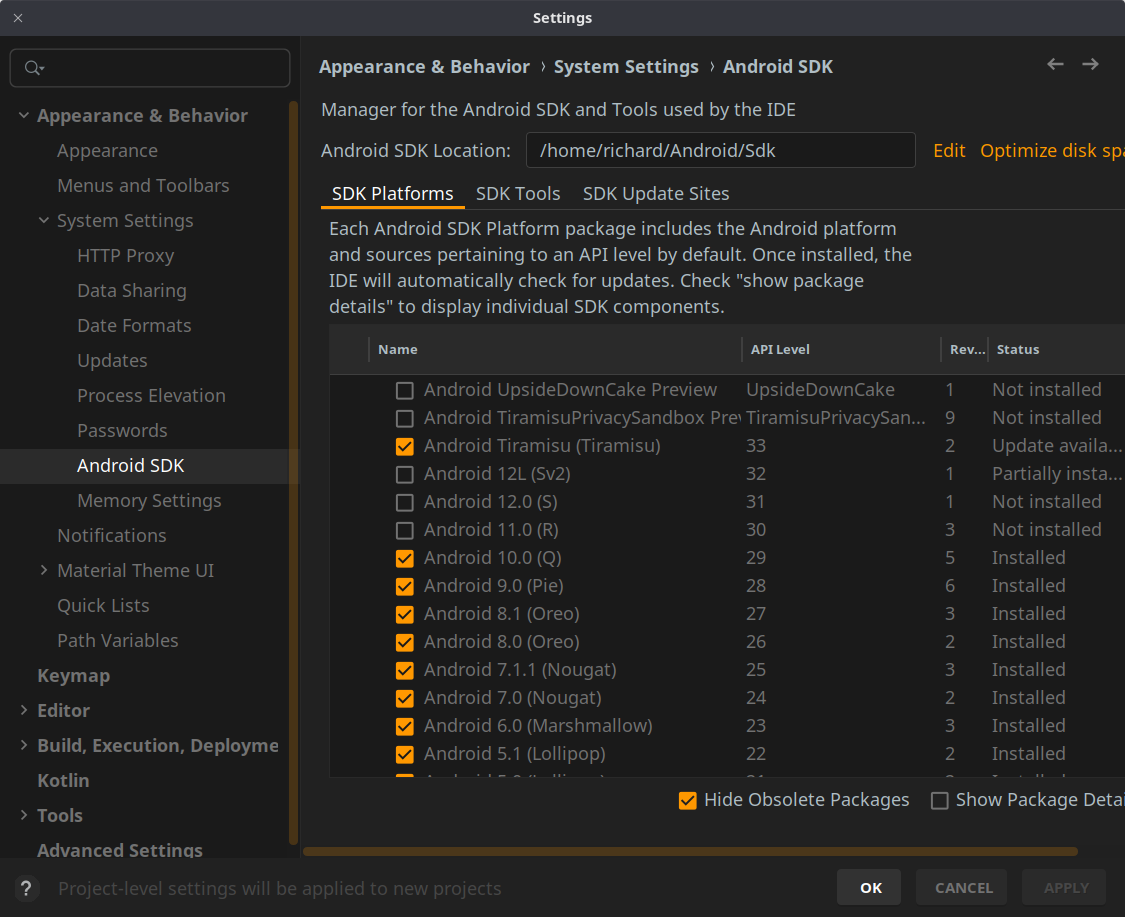 Settings
Appearance & Behavior › System Settings › Android SDK
Manager for the Android SDK and Tools used by the IDE
Android SDK Location: /home/richard/Android/Sdk Edit Optimize disk spa
SDK Platforms SDK Tools SDK Update Sites
Each Android SDK Platform package includes the Android platform
and sources pertaining to an API level by default. Once installed, the
IDE will automatically check for updates. Check "show package
details" to display individual SDK components.
Name API Level Rev... Status
Android UpsideDownCake Preview UpsideDownCake 1 Not installed
Android TiramisuPrivacySandbox Prev TiramisuPrivacySan... 9 Not installed
Android Tiramisu (Tiramisu) 33 2 Update availa...
Android 12L (Sv2) 32 1 Partially insta...
Android 12.0 (S) 31 1 Not installed
Android 11.0 (R) 30 3 Not installed
Android 10.0 (Q) 29 5 Installed
Android 9.0 (Pie) 28 6 Installed
Android 8.1 (Oreo) 27 3 Installed
Android 8.0 (Oreo) 26 2 Installed
Android 7.1.1 (Nougat) 25 3 Installed
Android 7.0 (Nougat) 24 2 Installed
Android 6.0 (Marshmallow) 23 3 Installed
Android 5.1 (Lollipop) 22 2 Installed
Hide Obsolete Packages Show Package Detai
Appearance & Behavior
Appearance
Menus and Toolbars
System Settings
HTTP Proxy
Data Sharing
Date Formats
Updates
Process Elevation
Passwords
Android SDK
Memory Settings
Notifications
Material Theme UI
Quick Lists
Path Variables
Keymap
Editor
Build, Execution, Deployme
Kotlin
Tools
Advanced Settings
? Project-level settings will be applied to new projects
OK CANCEL APPLY